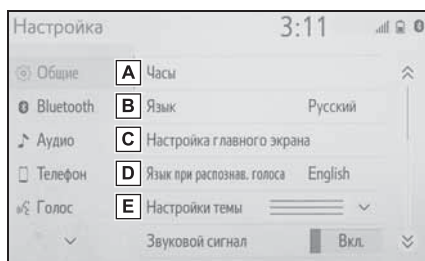 Настройка 3:11
Общие A Часы
Bluetooth B Язык Русский
Аудио C Настройка главного экрана
Телефон D Язык при распознав. голоса English
Голос E Настройки темы
Звуковой сигнал Вкл.